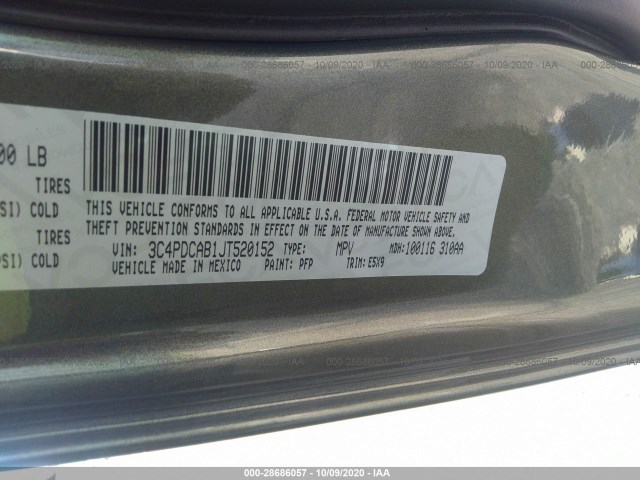 00 LB
TIRES
SI) COLD
TIRES
PSI) COLD
THIS VEHICLE CONFORMS TO ALL APPLICABLE U.S.A. FEDERAL MOTOR VEHICLE SAFETY AND
THEFT PREVENTION STANDARDS IN EFFECT ON THE DATE OF MANUFACTURE SHOWN ABOVE.
VIN: 3C4PDCAB1JT520152 TYPE: MPV MDH: 100116 310AA
VEHICLE MADE IN MEXICO PAINT: PFP TRIM: E5X9
000-28686057 - 10/09/2020 - IAA